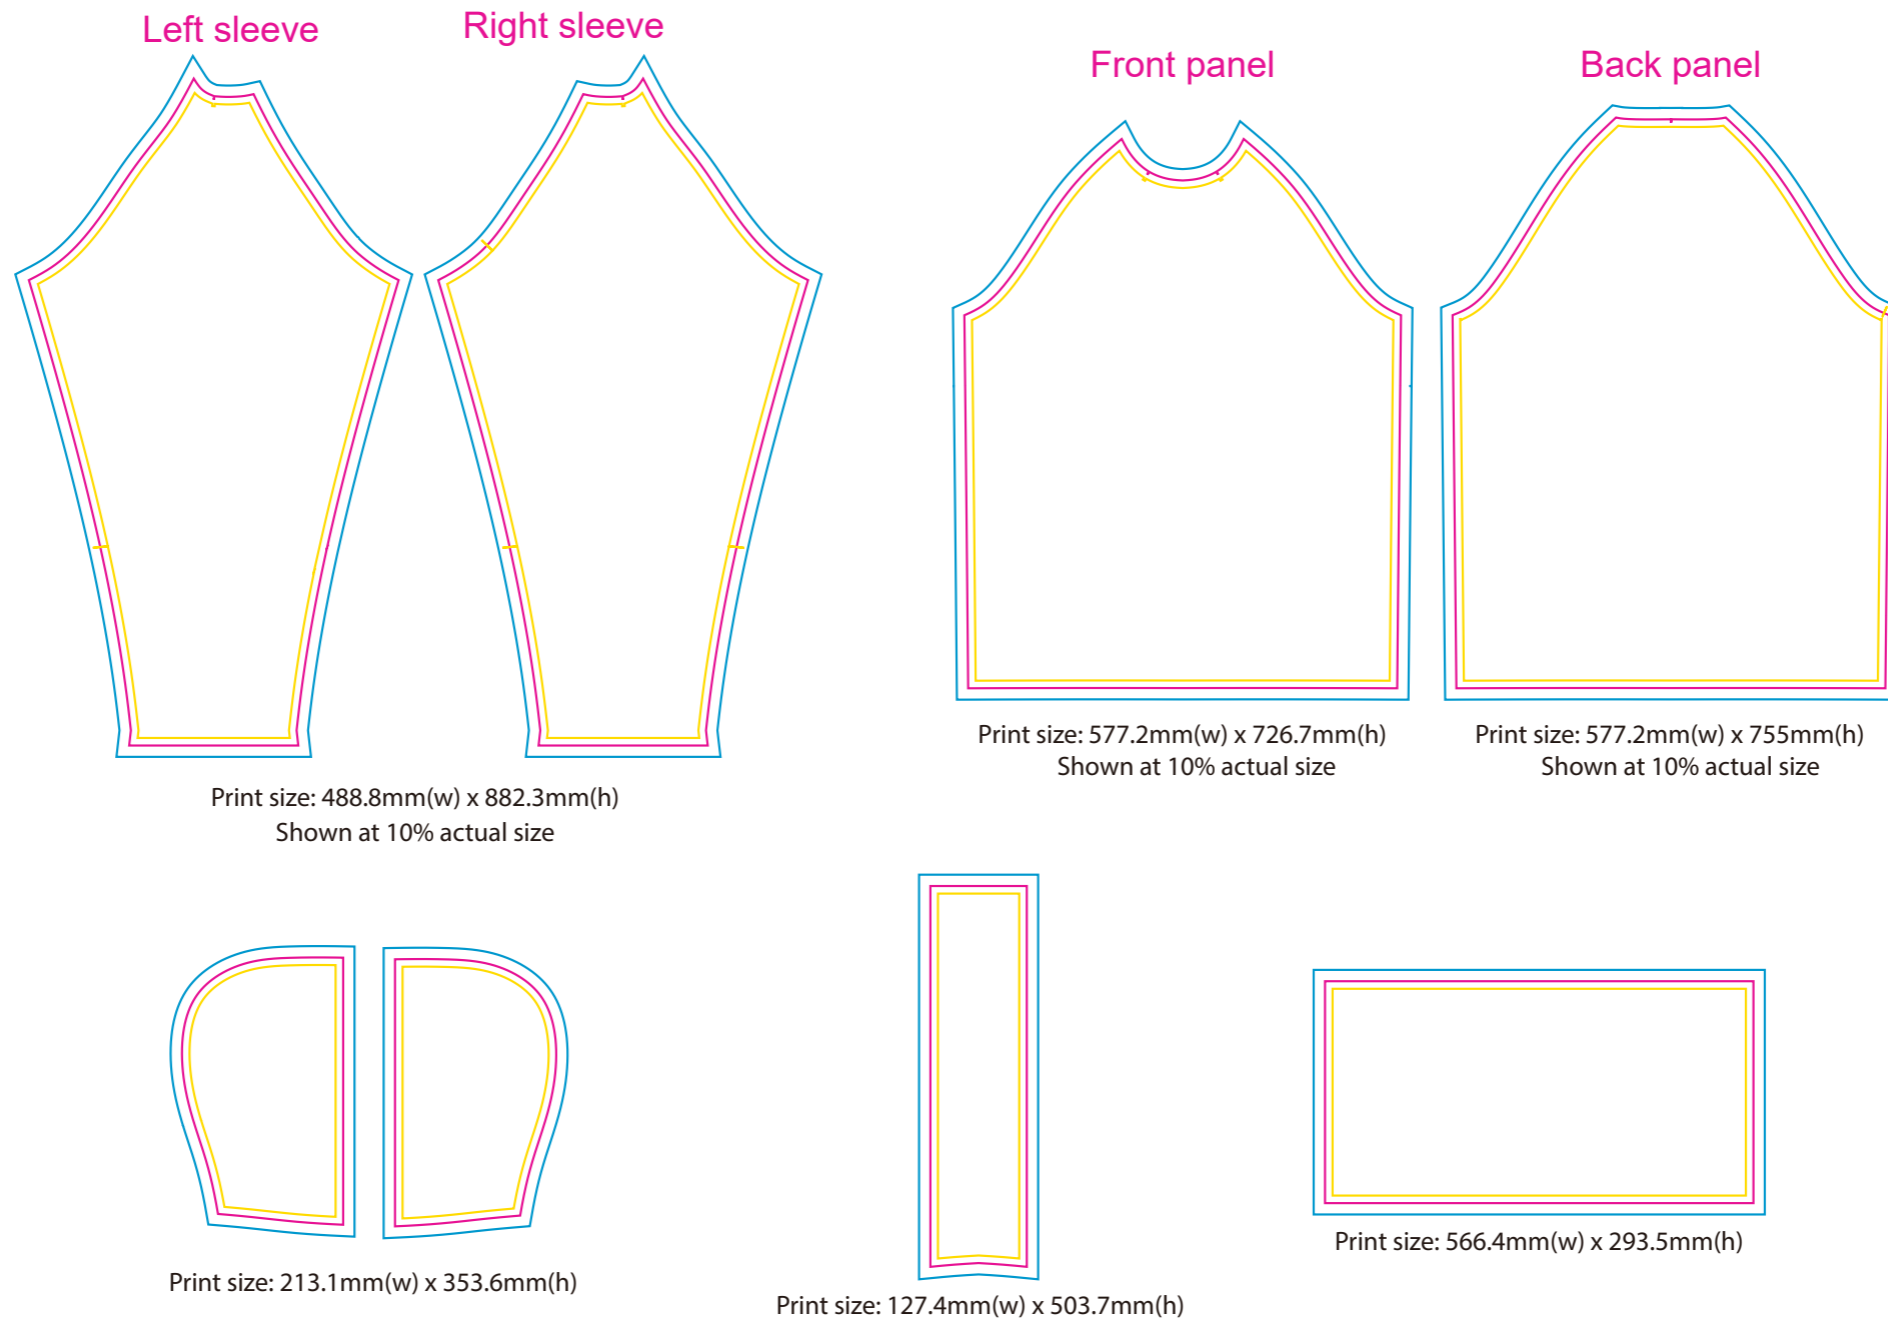 Left sleeve
Right sleeve
Front panel
Back panel
Print size: 577.2mm(w) x 726.7mm(h)
Shown at 10% actual size
Print size: 577.2mm(w) x 755mm(h)
Shown at 10% actual size
Print size: 488.8mm(w) x 882.3mm(h)
Shown at 10% actual size
Print size: 213.1mm(w) x 353.6mm(h)
Print size: 127.4mm(w) x 503.7mm(h)
Print size: 566.4mm(w) x 293.5mm(h)